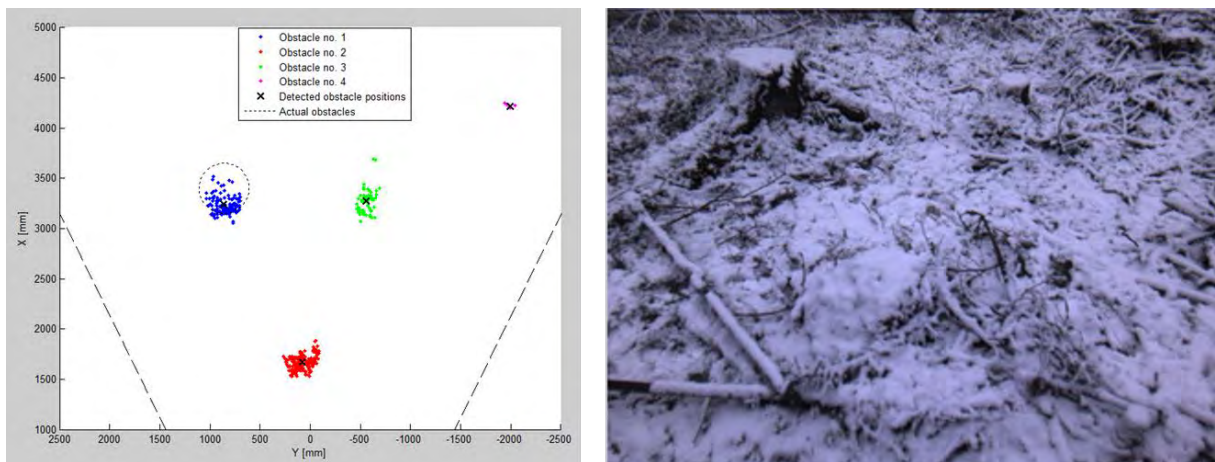 Obstacle no. 1
Obstacle no. 2
Obstacle no. 3
Obstacle no. 4
Detected obstacle positions
Actual obstacles
5000
4500
4000
3500
3000
2500
2000
1500
1000
X [mm]
2500 2000 1500 1000 500 0 -500 -1000 -1500 -2000 -2500
Y [mm]